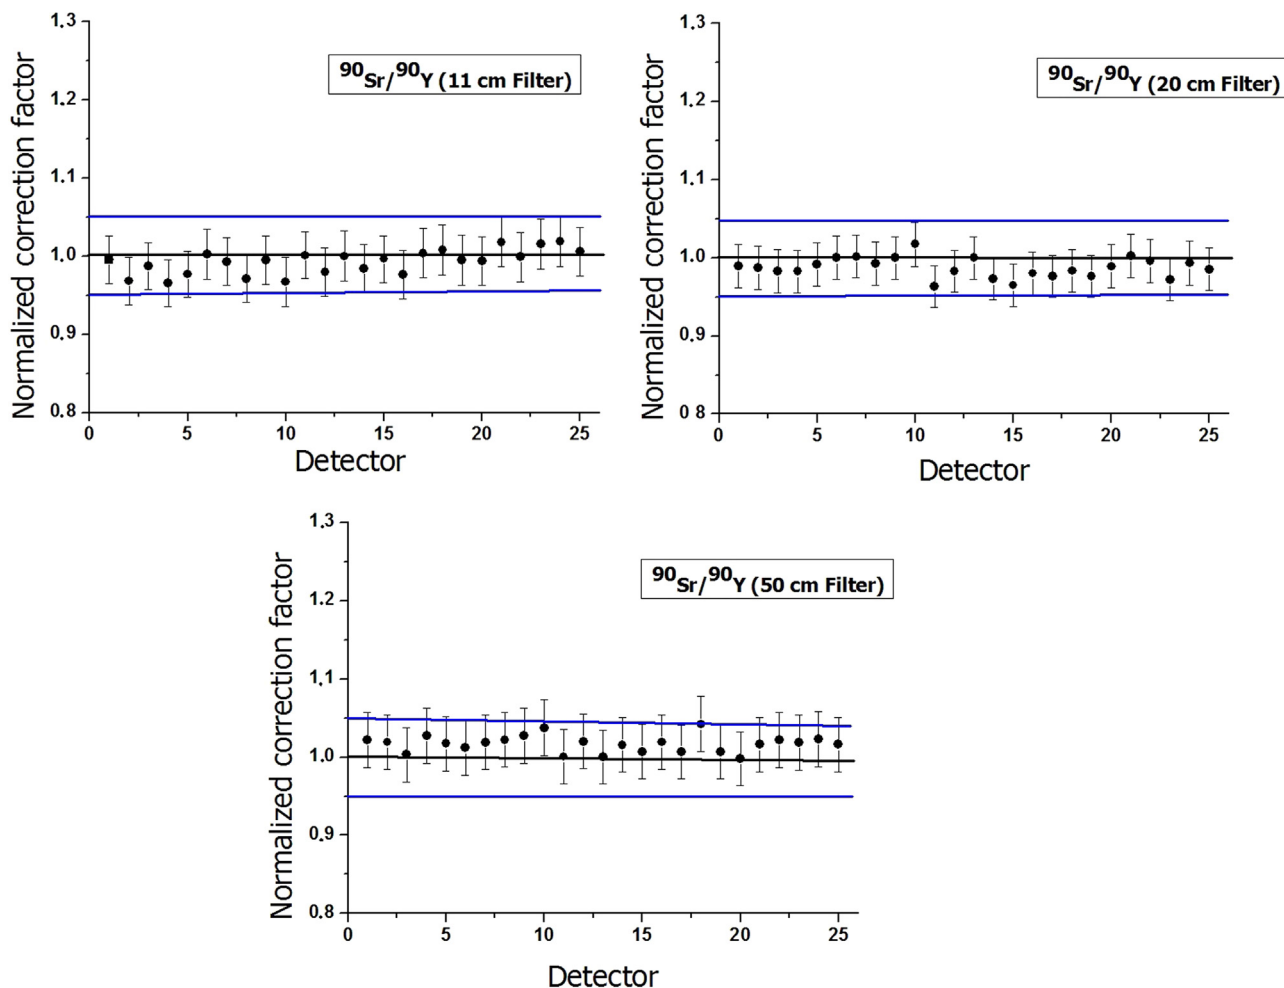 Normalized correction factor
1.3
1.2
1.1
1.0
0.9
0.8
⁹⁰Sr/⁹⁰Y (11 cm Filter)
0 5 10 15 20 25
Detector
Normalized correction factor
1.3
1.2
1.1
1.0
0.9
0 8
⁹⁰Sr/⁹⁰Y (20 cm Filter)
0 5 10 15 20 25
Detector
Normalized correction factor
1.3
1.2
1.1
1.0
0.9
0.8
⁹⁰Sr/⁹⁰Y (50 cm Filter)
0 5 10 15 20 25
Detector